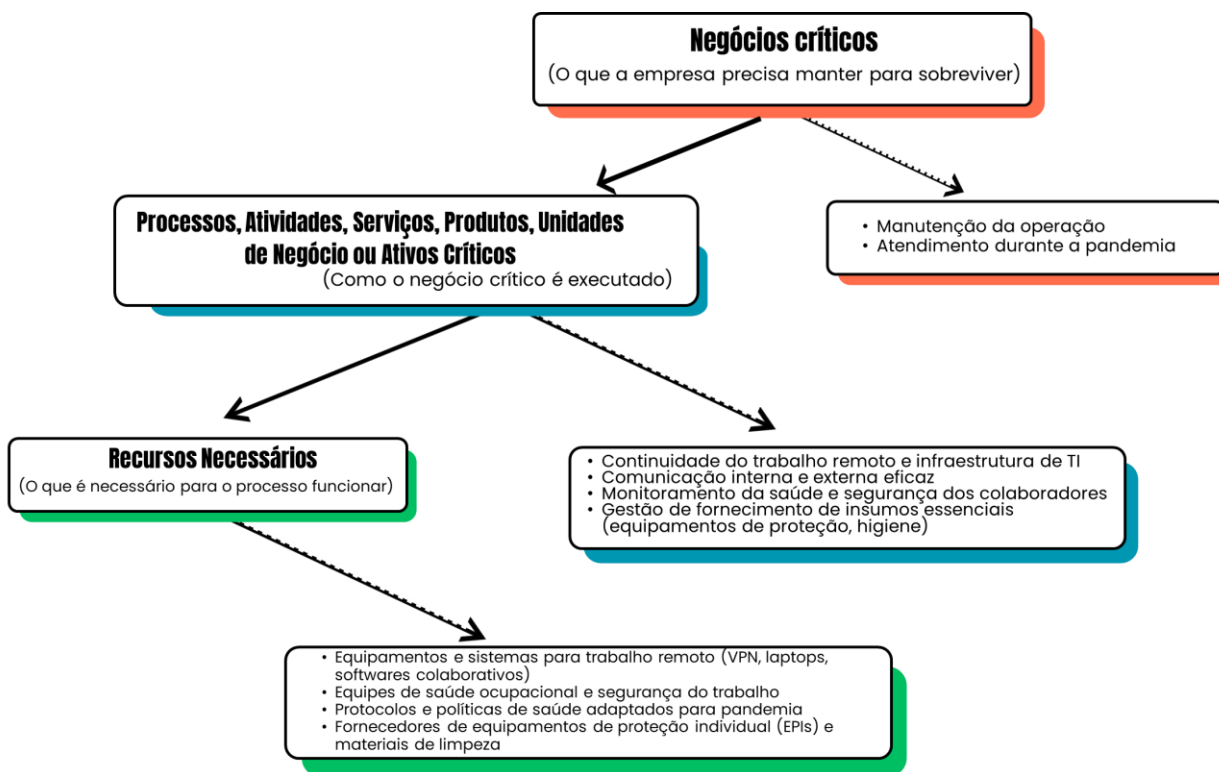 Negócios críticos
(O que a empresa precisa manter para sobreviver)
Processos, Atividades, Serviços, Produtos, Unidades
de Negócio ou Ativos Críticos
(Como o negócio crítico é executado)
• Manutenção da operação
• Atendimento durante a pandemia
Recursos Necessários
(O que é necessário para o processo funcionar)
• Continuidade do trabalho remoto e infraestrutura de TI
• Comunicação interna e externa eficaz
• Monitoramento da saúde e segurança dos colaboradores
• Gestão de fornecimento de insumos essenciais
(equipamentos de proteção, higiene)
• Equipamentos e sistemas para trabalho remoto (VPN, laptops,
softwares colaborativos)
• Equipes de saúde ocupacional e segurança do trabalho
• Protocolos e políticas de saúde adaptados para pandemia
• Fornecedores de equipamentos de proteção individual (EPIs) e
materiais de limpeza